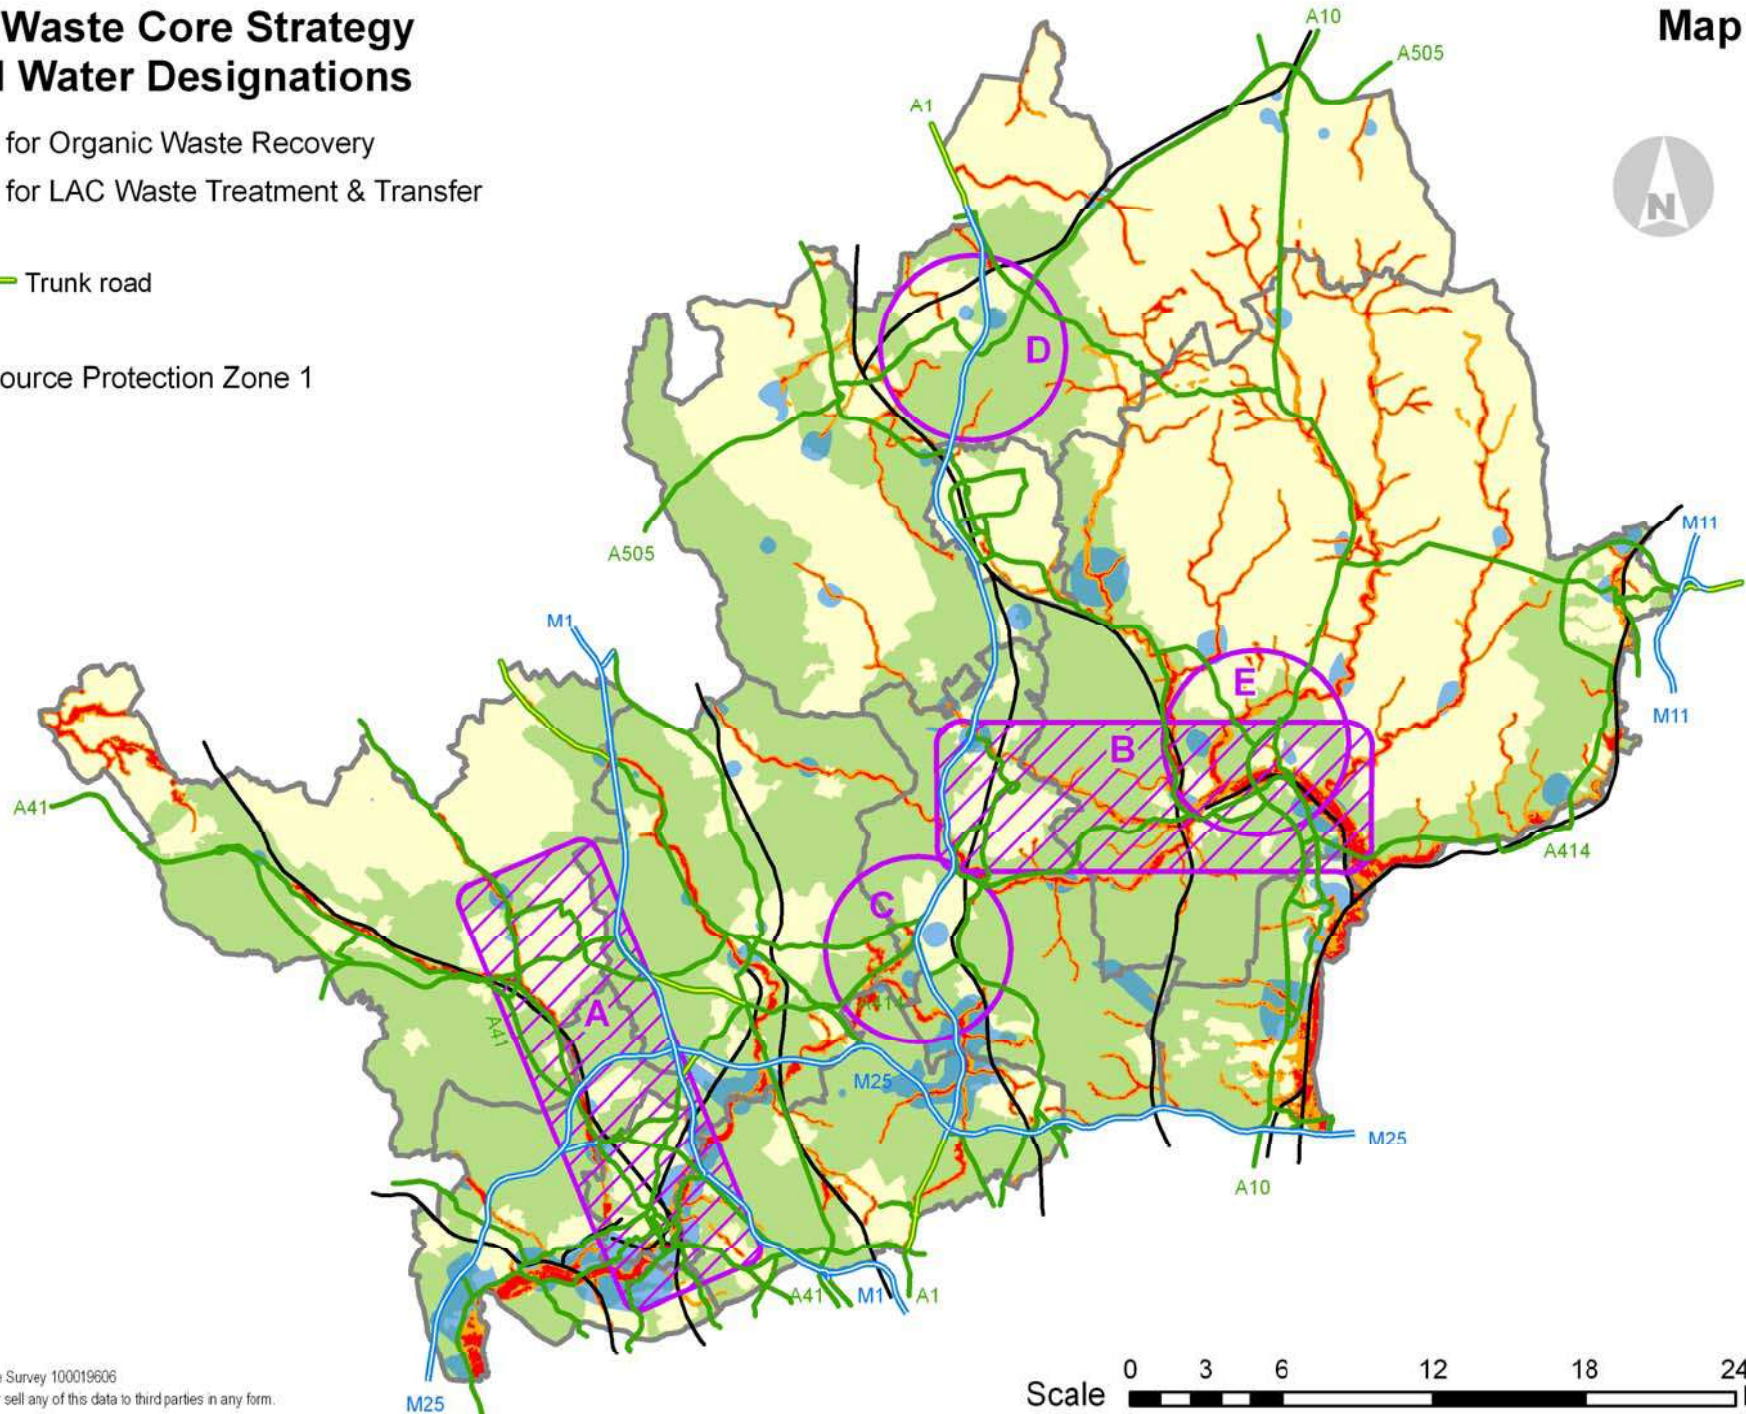 Waste Core Strategy
Water Designations
Map
for Organic Waste Recovery
for LAC Waste Treatment & Transfer
Trunk road
ource Protection Zone 1
A10
A505
A1
N
D
A505
M11
M11
M1
E
B
A41
A414
C
A
A41
A414
M25
M25
A10
A41
M1
A1
M25
Survey 100019606
sell any of this data to third parties in any form.
Scale
0 3 6 12 18 24